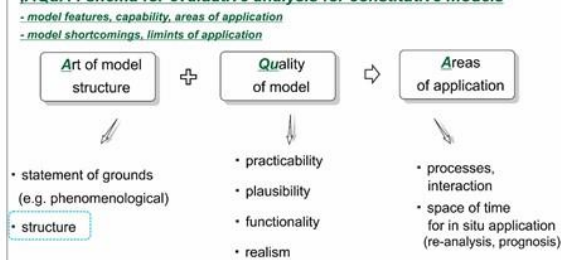 - model features, capability, areas of application
- model shortcomings, limints of application
Art of model
structure
+
Quality
of model
Areas
of application
• statement of grounds
(e.g. phenomenological)
• structure
• practicability
• plausibility
• functionality
• realism
• processes,
interaction
• space of time
for in situ application
(re-analysis, prognosis)